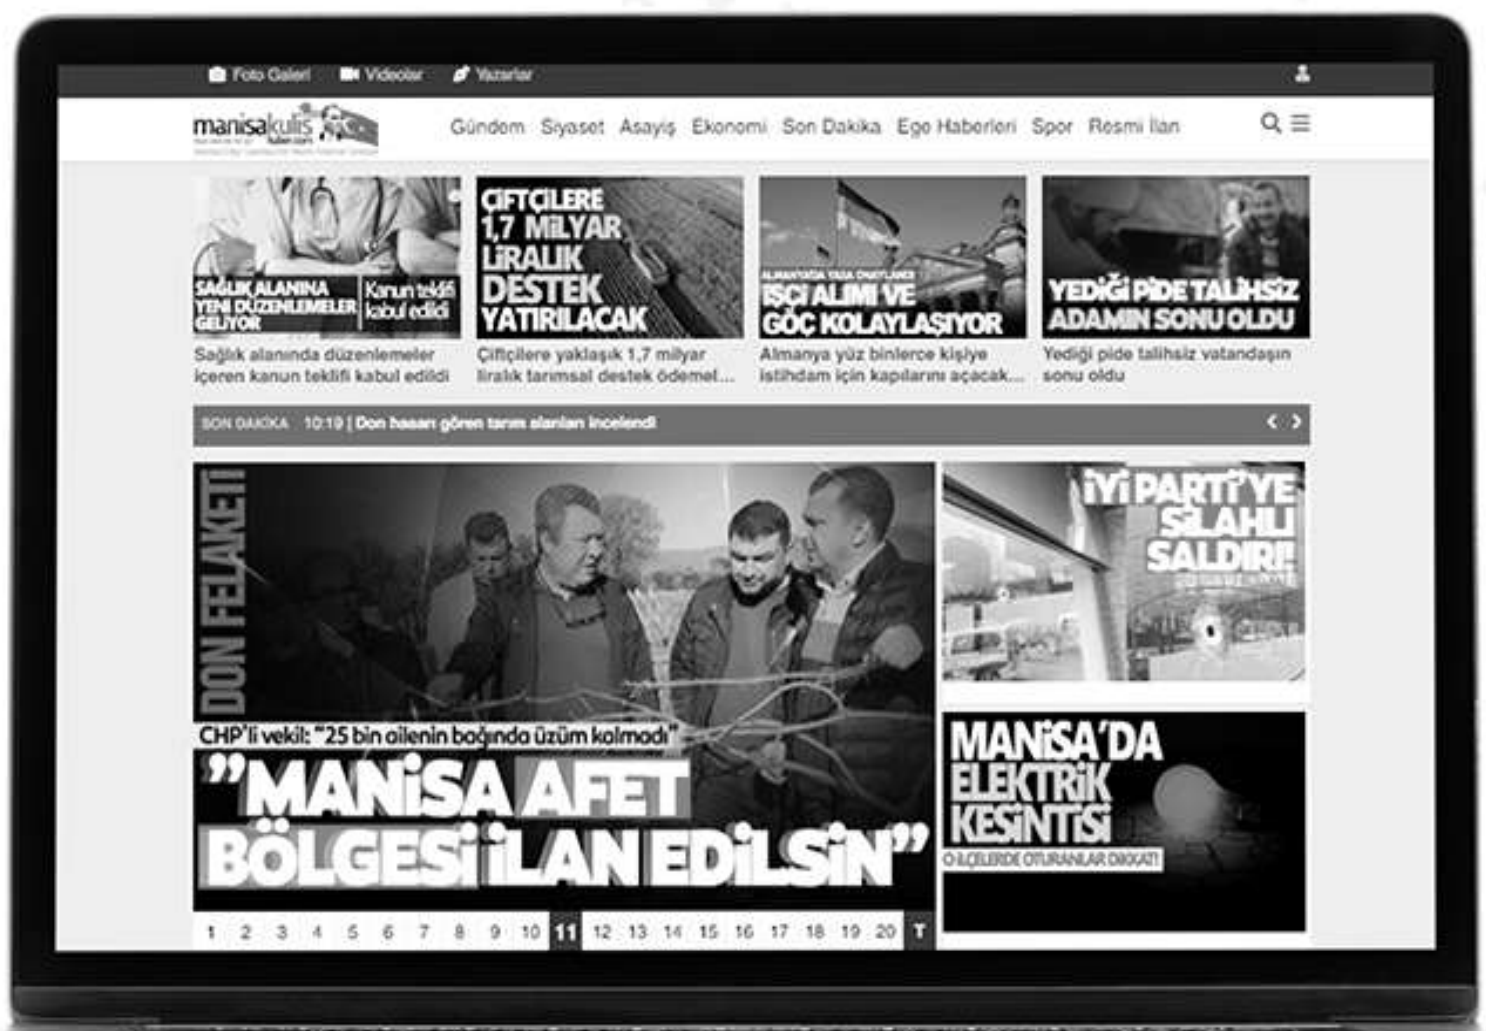 Foto Galeri Videolar Yazarlar
manisakulis
haber.com
Gündem Siyaset Asayiş Ekonomi Son Dakika Ege Haberleri Spor Resmi İlan
SAĞLIK ALANINA
YENİ DÜZENLEMELER
GELİYOR
Kanun teklifi
kabul edildi
Sağlık alanında düzenlemeler
içeren kanun teklifi kabul edildi
ÇİFTÇİLERE
1,7 MİLYAR
LİRALIK
DESTEK
YATIRILACAK
Çiftçilere yaklaşık 1,7 milyar
liralık tarımsal destek ödemel...
ALMANYA'DA YASA ONAYLANDI
İŞÇİ ALIMI VE
GÖÇ KOLAYLAŞIYOR
Almanya yüz binlerce kişiye
istihdam için kapılarını açacak...
YEDİĞİ PİDE TALİHSİZ
ADAMIN SONU OLDU
Yediği pide talihsiz vatandaşın
sonu oldu
SON DAKİKA 10:19 | Don hasarı gören tarım alanları incelendi
DON FELAKETİ
CHP'li vekil: "25 bin ailenin bağında üzüm kalmadı"
"MANİSA AFET
BÖLGESİ İLAN EDİLSİN"
1 2 3 4 5 6 7 8 9 10 11 12 13 14 15 16 17 18 19 20 T
İYİ PARTİ'YE
SİLAHLI
SALDIRI!
MANİSA'DA
ELEKTRİK
KESİNTİSİ
O İLÇELERDE OTURANLAR DİKKAT!